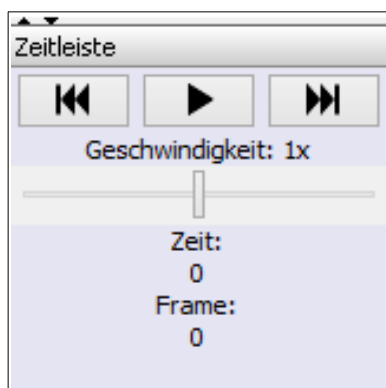 Zeitleiste
Geschwindigkeit: 1x
Zeit:
0
Frame:
0